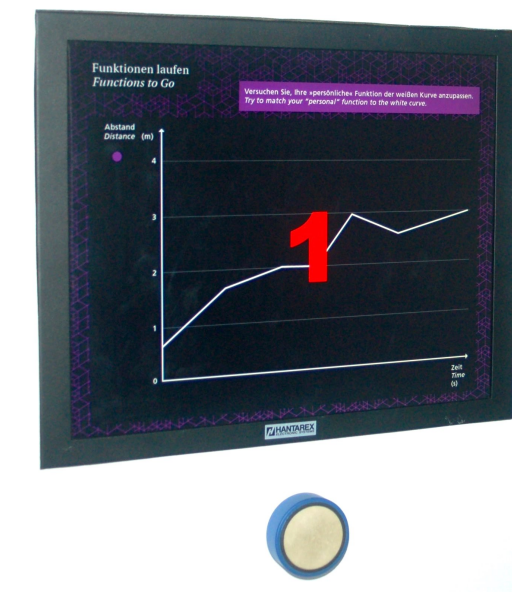 Funktionen laufen
Functions to Go
Versuchen Sie, Ihre »persönliche« Funktion der weißen Kurve anzupassen.
Try to match your "personal" function to the white curve.
Abstand
Distance (m)
4
3
2
1
0
1
Zeit
Time
(s)
HANTAREX